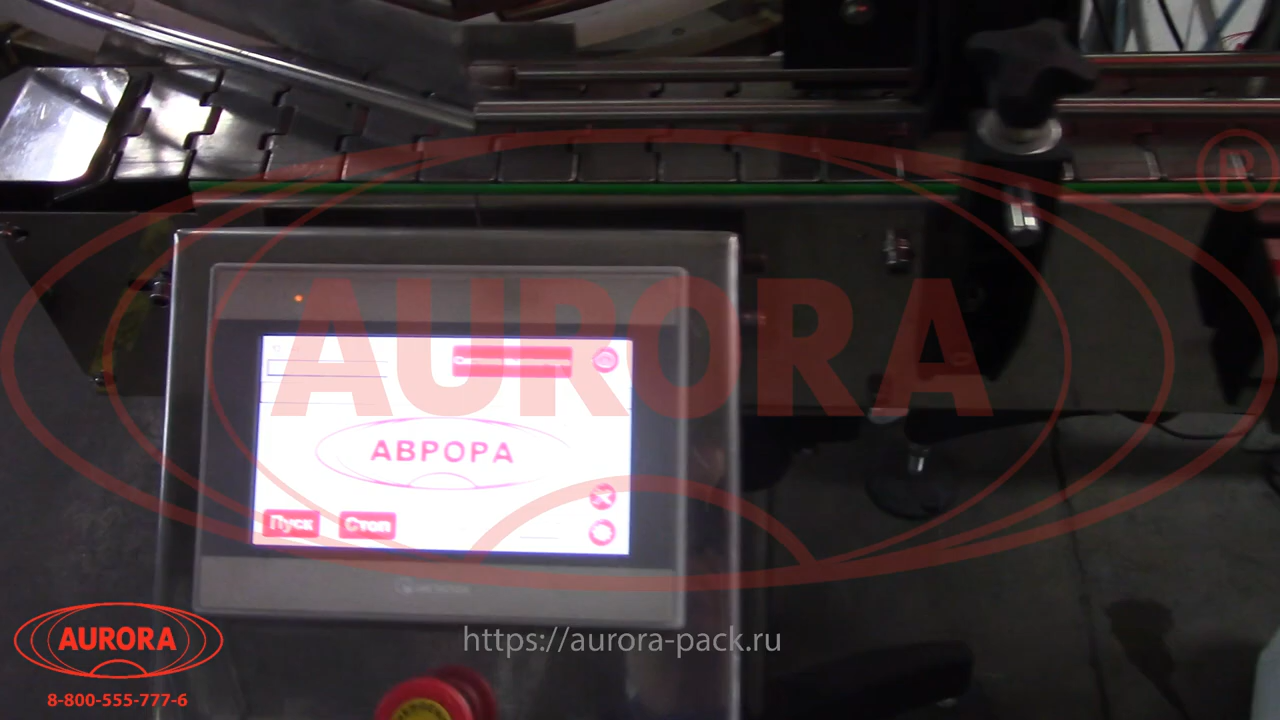 AURORA
®
АВРОРА
Пуск Стоп
https://aurora-pack.ru
AURORA
8-800-555-777-6